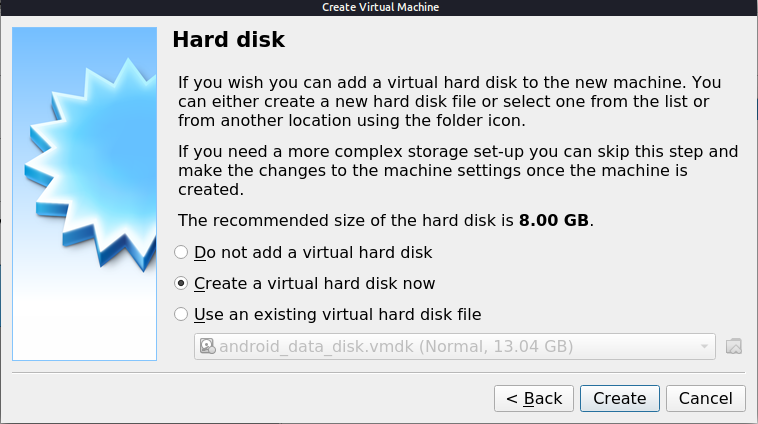 Create Virtual Machine
Hard disk
If you wish you can add a virtual hard disk to the new machine. You
can either create a new hard disk file or select one from the list or
from another location using the folder icon.
If you need a more complex storage set-up you can skip this step and
make the changes to the machine settings once the machine is
created.
The recommended size of the hard disk is 8.00 GB.
Do not add a virtual hard disk
Create a virtual hard disk now
Use an existing virtual hard disk file
android_data_disk.vmdk (Normal, 13.04 GB)
< Back
Create
Cancel